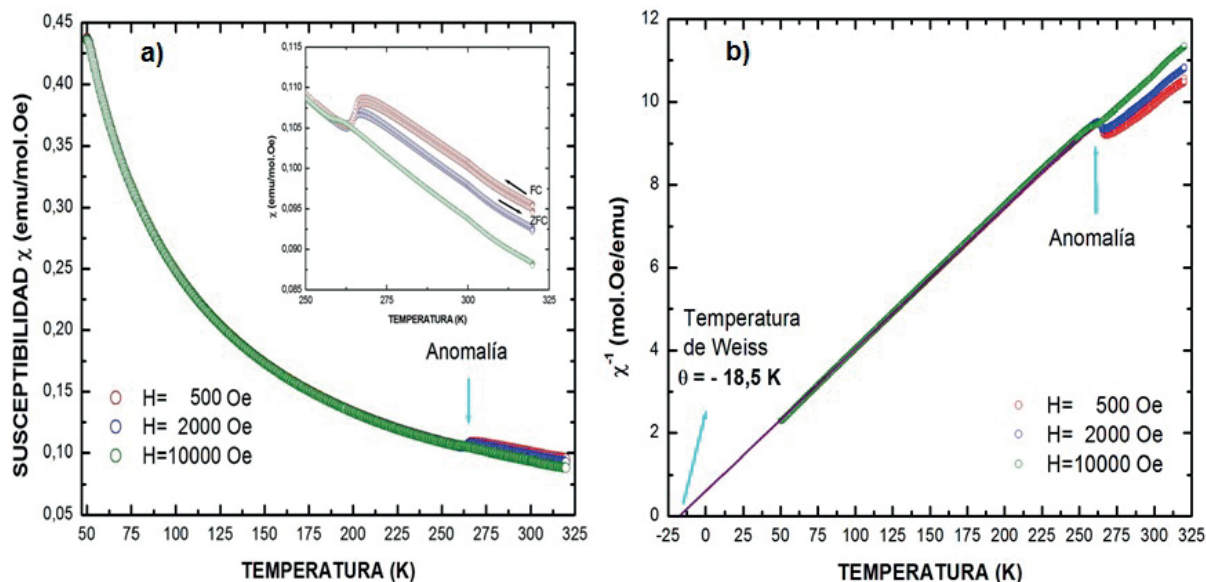 a)
SUSCEPTIBILIDAD χ (emu/mol.Oe)
0,45
0,40
0,35
0,30
0,25
0,20
0,15
0,10
0,05
50 75 100 125 150 175 200 225 250 275 300 325
TEMPERATURA (K)
χ (emu/mol.Oe)
0,115
0,110
0,105
0,100
0,095
0,090
0,085
250 275 300 325
TEMPERATURA (K)
FC
ZFC
Anomalía
H= 500 Oe
H= 2000 Oe
H=10000 Oe
b)
χ⁻¹ (mol.Oe/emu)
12
10
8
6
4
2
0
-25 0 25 50 75 100 125 150 175 200 225 250 275 300 325
TEMPERATURA (K)
Anomalía
Temperatura
de Weiss
θ = - 18,5 K
H= 500 Oe
H= 2000 Oe
H=10000 Oe